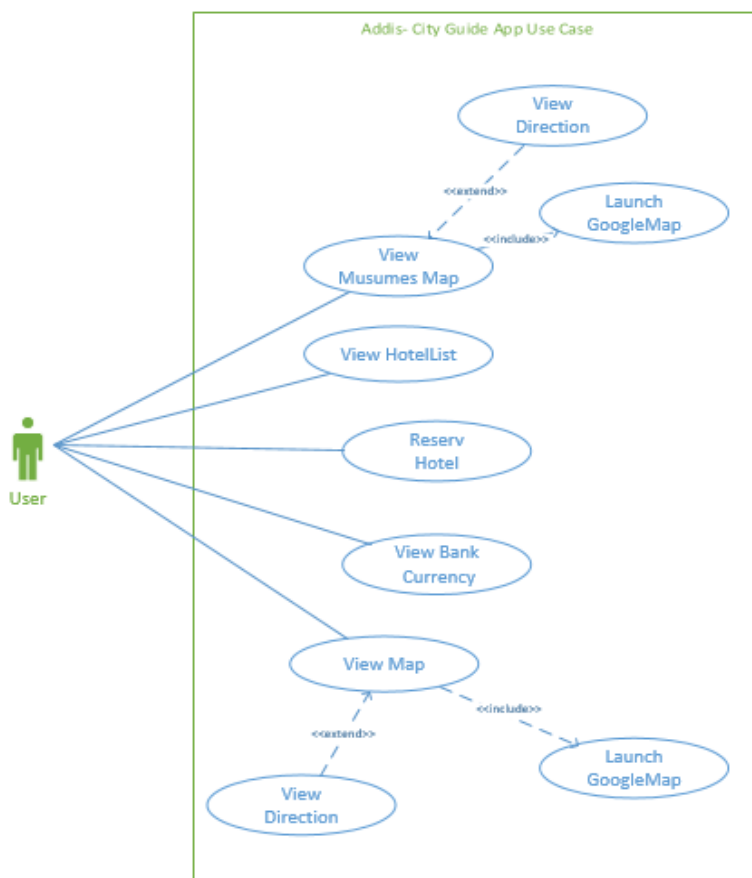 Addis- City Guide App Use Case
View
Direction
<<extend>>
Launch
GoogleMap
<<include>>
View
Musumes Map
View HotelList
Reserv
Hotel
User
View Bank
Currency
View Map
<<include>>
<<extend>>
Launch
GoogleMap
View
Direction